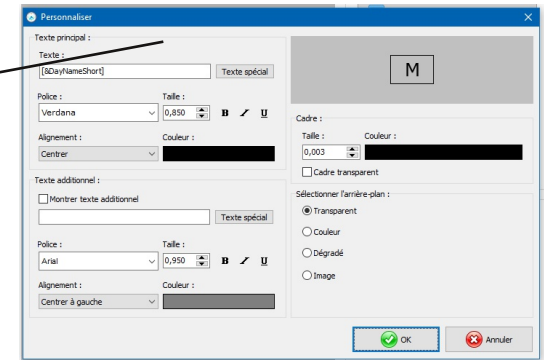 Personnaliser
Texte principal :
Texte :
[&DayNameShort]
Texte spécial
Police :
Taille :
Verdana
0,850
B I U
Alignement :
Couleur :
Centrer
Texte additionnel :
Montrer texte additionnel
Texte spécial
Police :
Taille :
Arial
0,950
B I U
Alignement :
Couleur :
Centrer à gauche
M
Cadre :
Taille :
Couleur :
0,003
Cadre transparent
Sélectionner l'arrière-plan :
Transparent
Couleur
Dégradé
Image
OK
Annuler